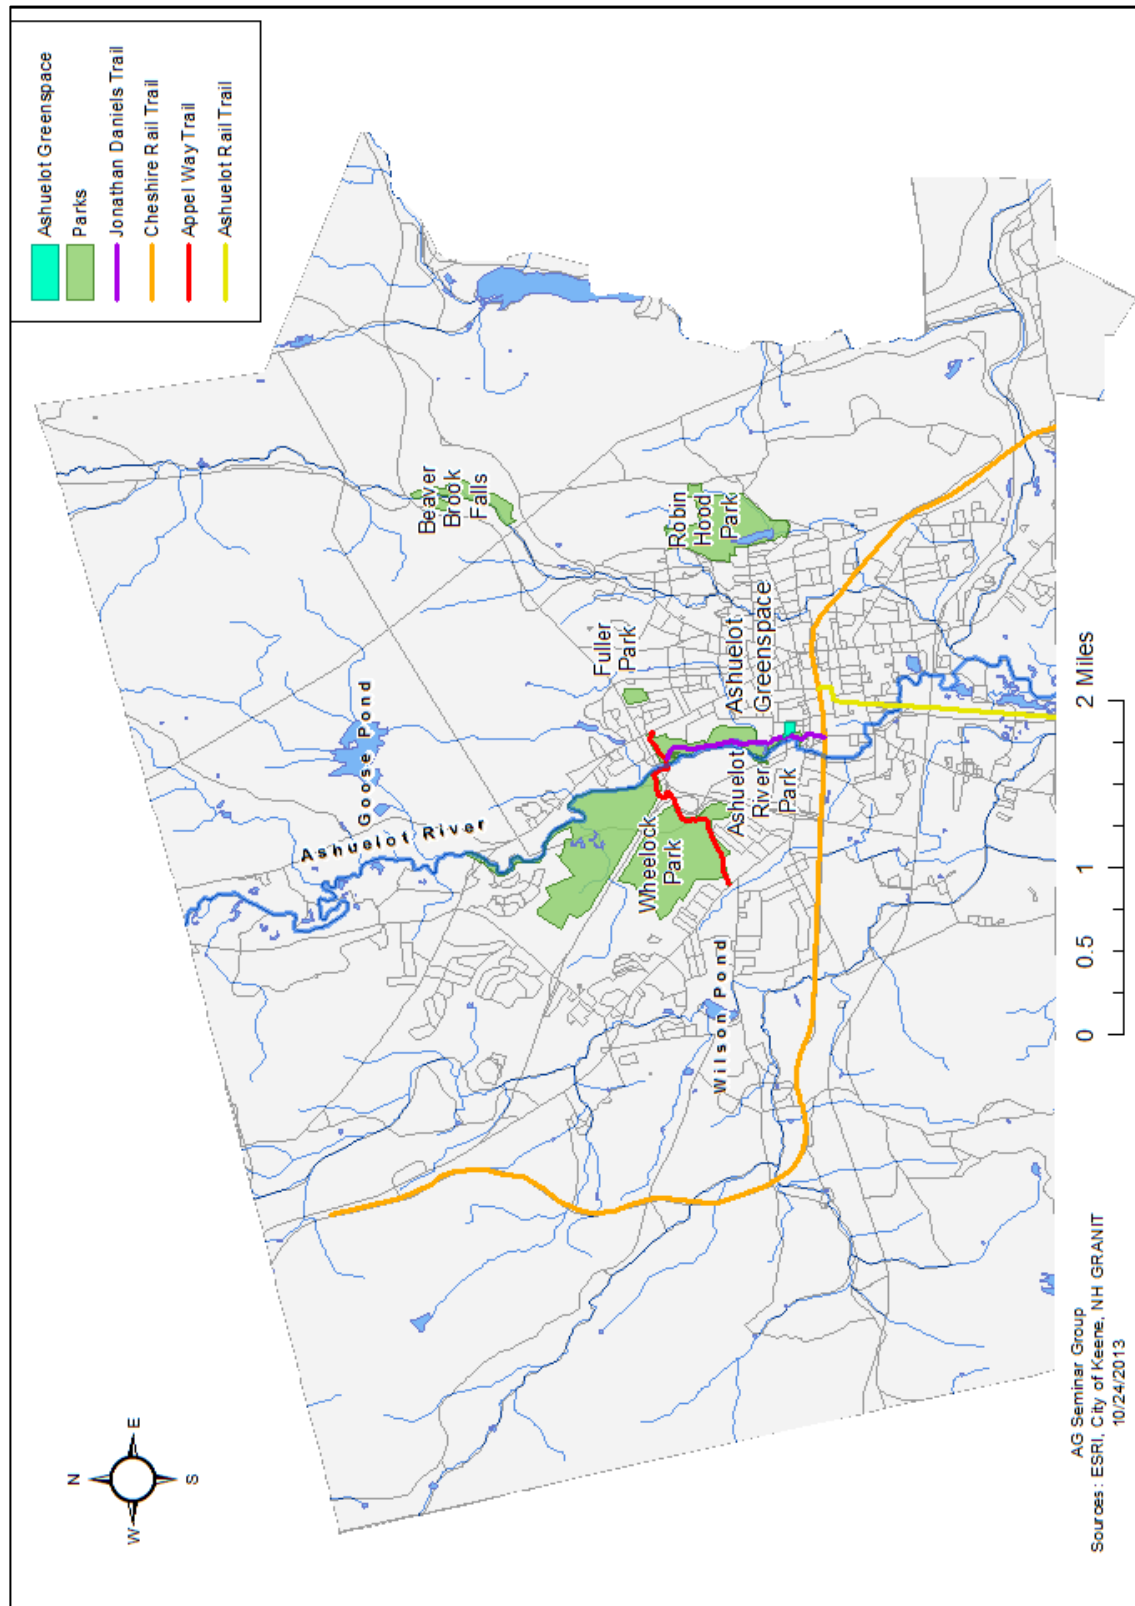 Ashuelot Greenspace
Parks
Jonathan Daniels Trail
Cheshire Rail Trail
Appel Way Trail
Ashuelot Rail Trail
N
W
E
S
Goose Pond
Ashuelot River
Beaver
Brook
Falls
Fuller
Park
Robin
Hood
Park
Wheelock
Park
Ashuelot
River
Park
Ashuelot
Greenspace
Wilson Pond
0
0.5
1
2 Miles
AG Seminar Group
Sources: ESRI, City of Keene, NH GRANIT
10/24/2013